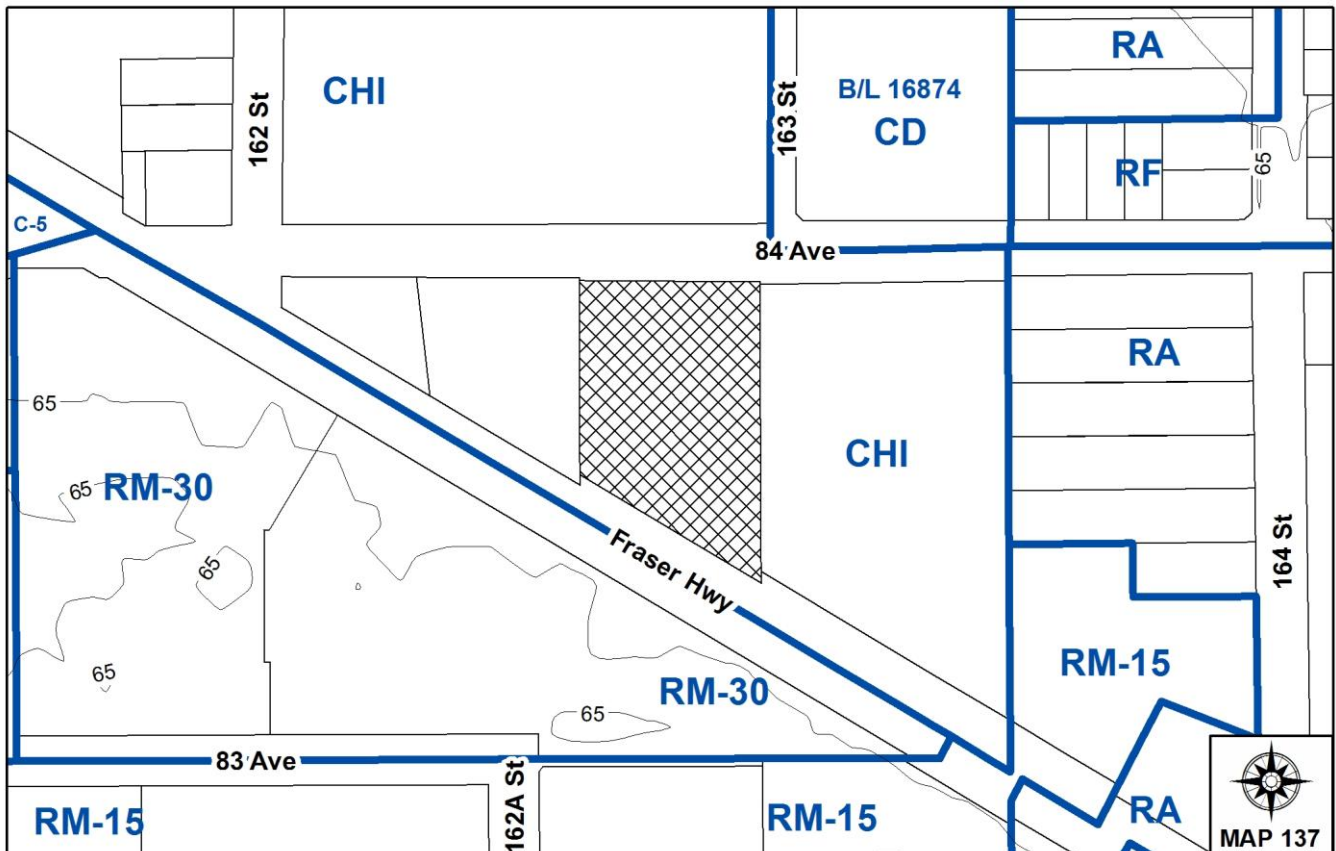 RA
CHI
162 St
163 St
B/L 16874
CD
RF
65
C-5
84 Ave
RA
65
CHI
65
RM-30
65
Fraser Hwy
164 St
65
RM-15
RM-30
65
83 Ave
162A St
RM-15
RM-15
RA
MAP 137